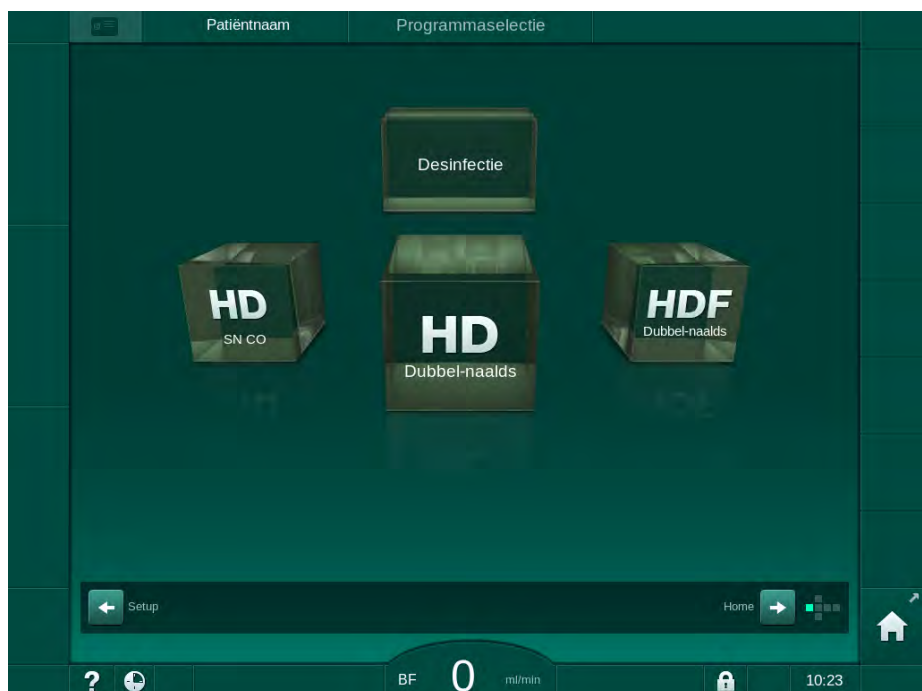 Patiëntnaam
Programmaselectie
Desinfectie
HD
SN CO
HD
Dubbel-naalds
HDF
Dubbel-naalds
Setup
Home
?
BF 0 ml/min
10:23